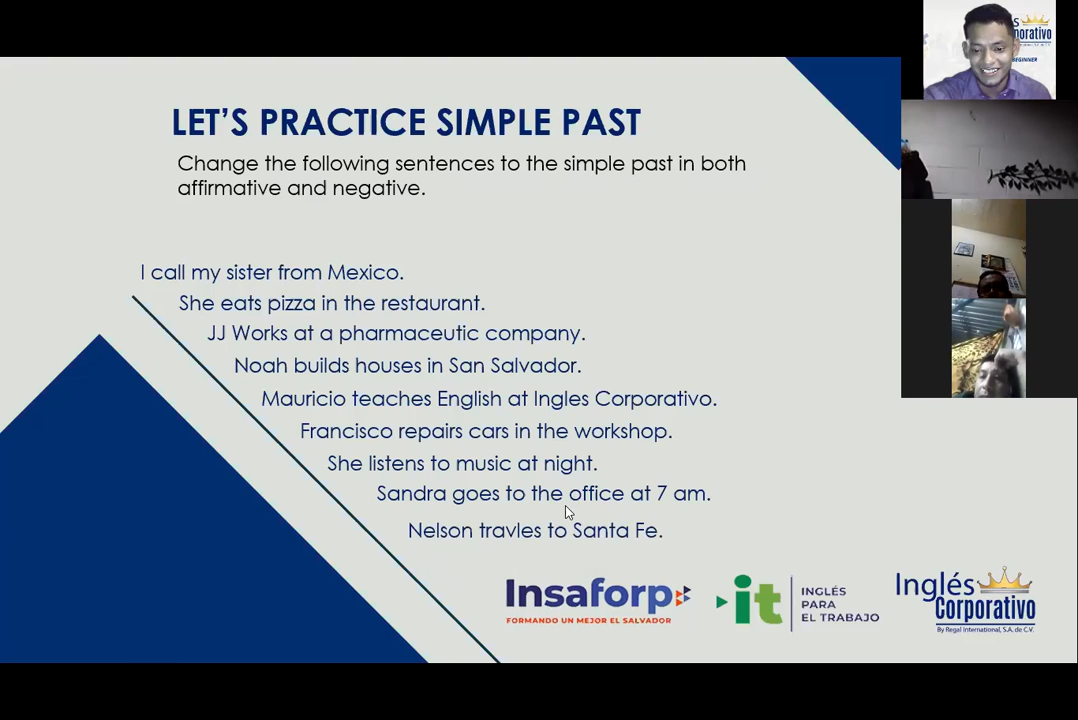 LET'S PRACTICE SIMPLE PAST
Change the following sentences to the simple past in both
affirmative and negative.
I call my sister from Mexico.
She eats pizza in the restaurant.
JJ Works at a pharmaceutic company.
Noah builds houses in San Salvador.
Mauricio teaches English at Ingles Corporativo.
Francisco repairs cars in the workshop.
She listens to music at night.
Sandra goes to the office at 7 am.
Nelson travles to Santa Fe.
Insaforp
FORMANDO UN MEJOR EL SALVADOR
it
INGLÉS
PARA
EL TRABAJO
Inglés
Corporativo
By Regal International, S.A. de C.V.
BEGINNER